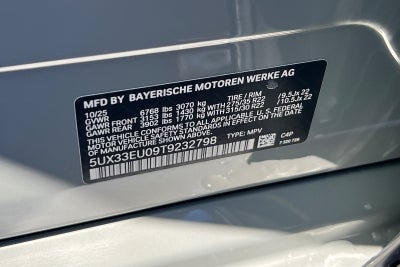 MFD BY BAYERISCHE MOTOREN WERKE AG
10/25
GVWR 6768 lbs 3070 kg TIRE / RIM
GAWR FRONT 3153 lbs 1430 kg WITH 275/35 R22 / 9.5Jx 22
GAWR REAR 3902 lbs 1770 kg WITH 315/30 R22 / 10.5Jx 22
THIS VEHICLE CONFORMS TO ALL APPLICABLE U.S. FEDERAL
MOTOR VEHICLE SAFETY STANDARDS IN EFFECT ON THE
DATE OF MANUFACTURE SHOWN ABOVE.
5UX33EU09T9232798 TYPE: MPV C4P